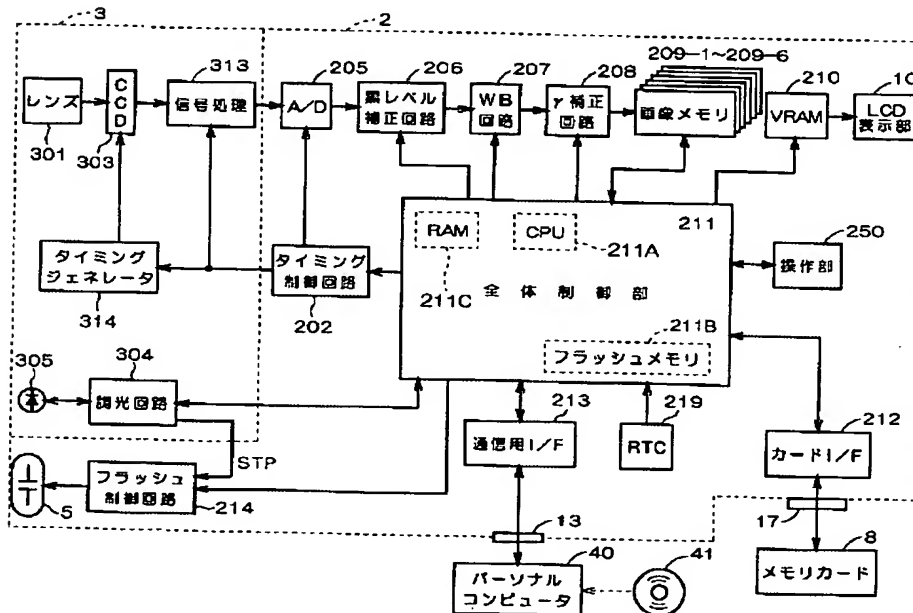 3
2
313
205
206
207
208
209-1~209-6
210
10
レンズ
CCD
信号処理
A/D
黒レベル
補正回路
WB
回路
γ補正
回路
画像メモリ
VRAM
LCD
表示部
301
303
タイミング
ジェネレータ
314
タイミング
制御回路
202
RAM
211C
CPU
211A
211
全体制御部
211B
フラッシュメモリ
250
操作部
305
304
調光回路
STP
フラッシュ
制御回路
214
5
213
通信用I/F
219
RTC
212
カードI/F
13
17
40
パーソナル
コンピュータ
41
8
メモリカード